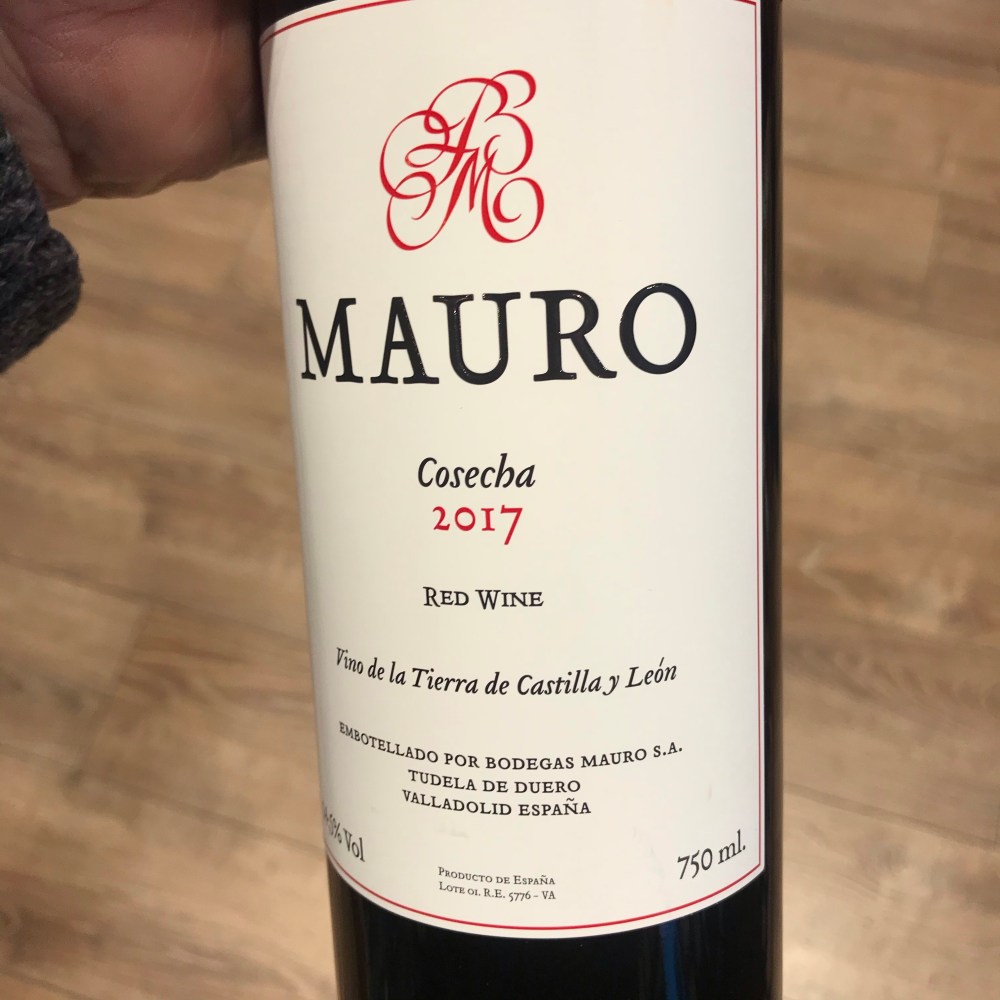 MAURO
Cosecha
2017
RED WINE
Vino de la Tierra de Castilla y León
EMBOTELLADO POR BODEGAS MAURO S.A.
TUDELA DE DUERO
VALLADOLID ESPAÑA
Vol
750 ml.
PRODUCTO DE ESPAÑA
LOTE 01. R.E. 5776 - VA